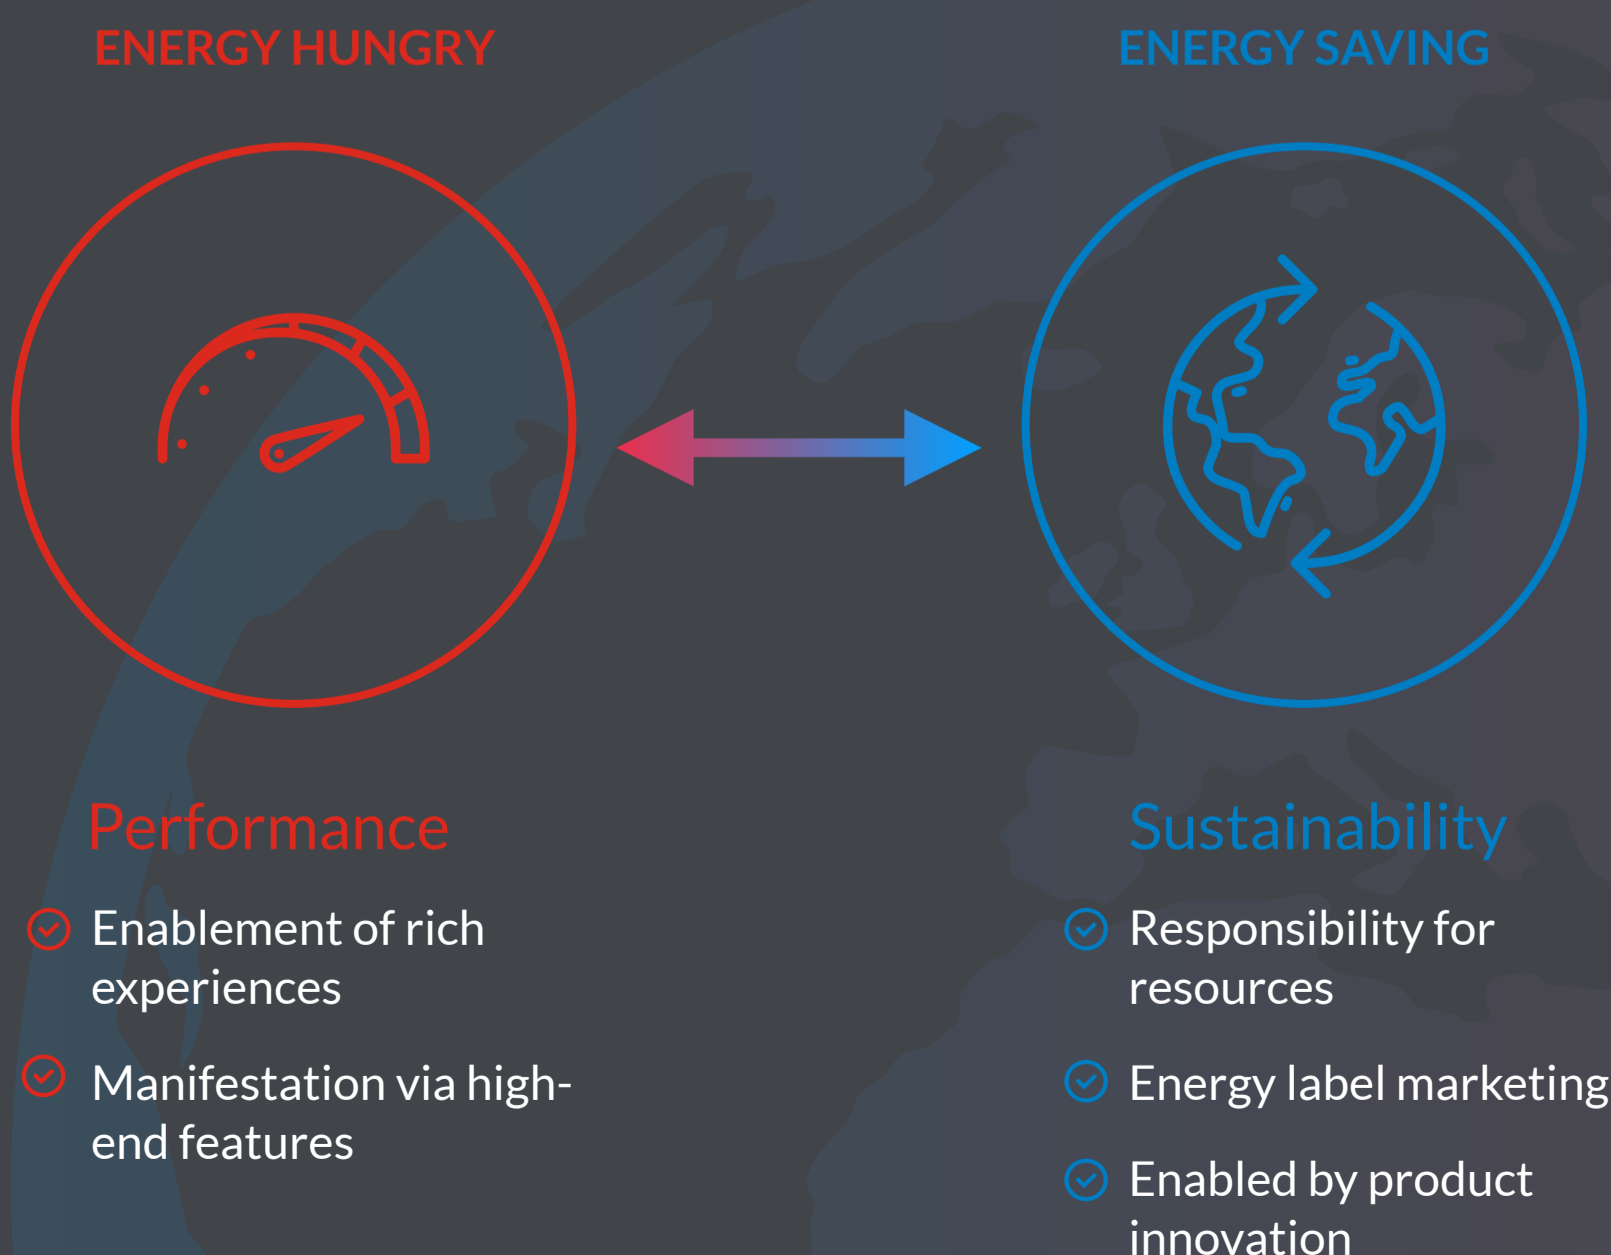 ENERGY HUNGRY
ENERGY SAVING
Performance
Enablement of rich
experiences
Manifestation via high-
end features
Sustainability
Responsibility for
resources
Energy label marketing
Enabled by product
innovation